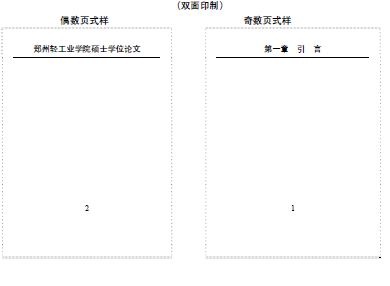 （双面印制）
偶数页式样
奇数页式样
郑州轻工业学院硕士学位论文
第一章 引 言
2
1